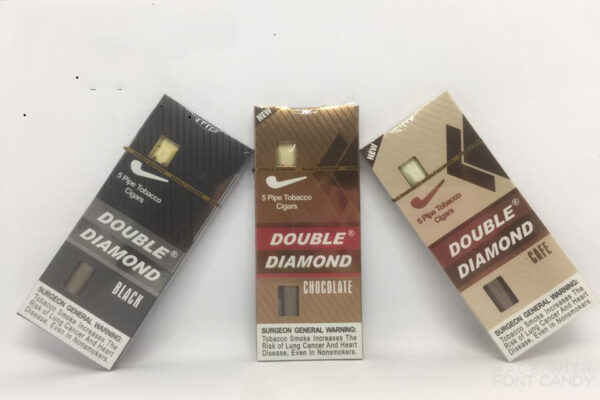 5 Pipe Tobacco
Cigars
DOUBLE®
DIAMOND
BLACK
SURGEON GENERAL WARNING:
Tobacco Smoke Increases The
Risk of Lung Cancer And Heart
Disease, Even In Nonsmokers.
NEW
5 Pipe Tobacco
Cigars
DOUBLE®
DIAMOND
CHOCOLATE
SURGEON GENERAL WARNING:
Tobacco Smoke Increases The
Risk of Lung Cancer And Heart
Disease, Even In Nonsmokers.
NEW
5 Pipe Tobacco
Cigars
DOUBLE®
DIAMOND
CAFÉ
SURGEON GENERAL WARNING:
Tobacco Smoke Increases The
Risk of Lung Cancer And Heart
Disease, Even In Nonsmokers.
MADE WITH
FONT CANDY